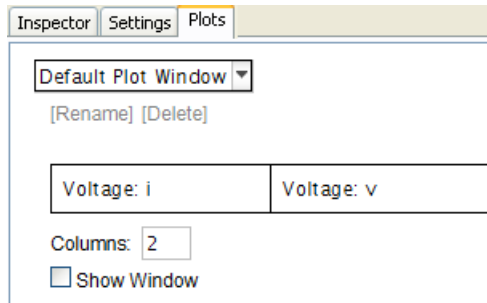 Inspector Settings Plots
Default Plot Window
[Rename] [Delete]
Voltage: i Voltage: v
Columns: 2
Show Window